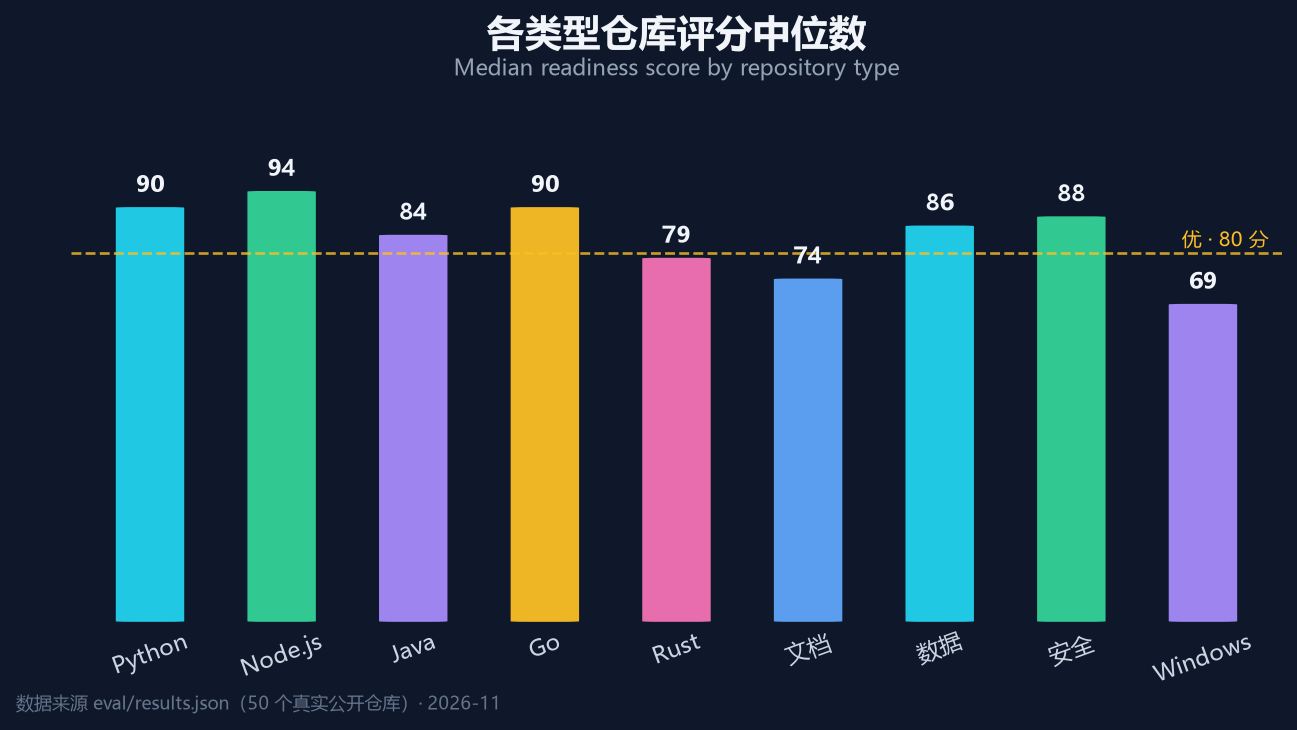 各类型仓库评分中位数
Median readiness score by repository type
90
94
84
90
79
74
86
88
69
优 · 80 分
Python
Node.js
Java
Go
Rust
文档
数据
安全
Windows
数据来源 eval/results.json（50 个真实公开仓库）· 2026-11